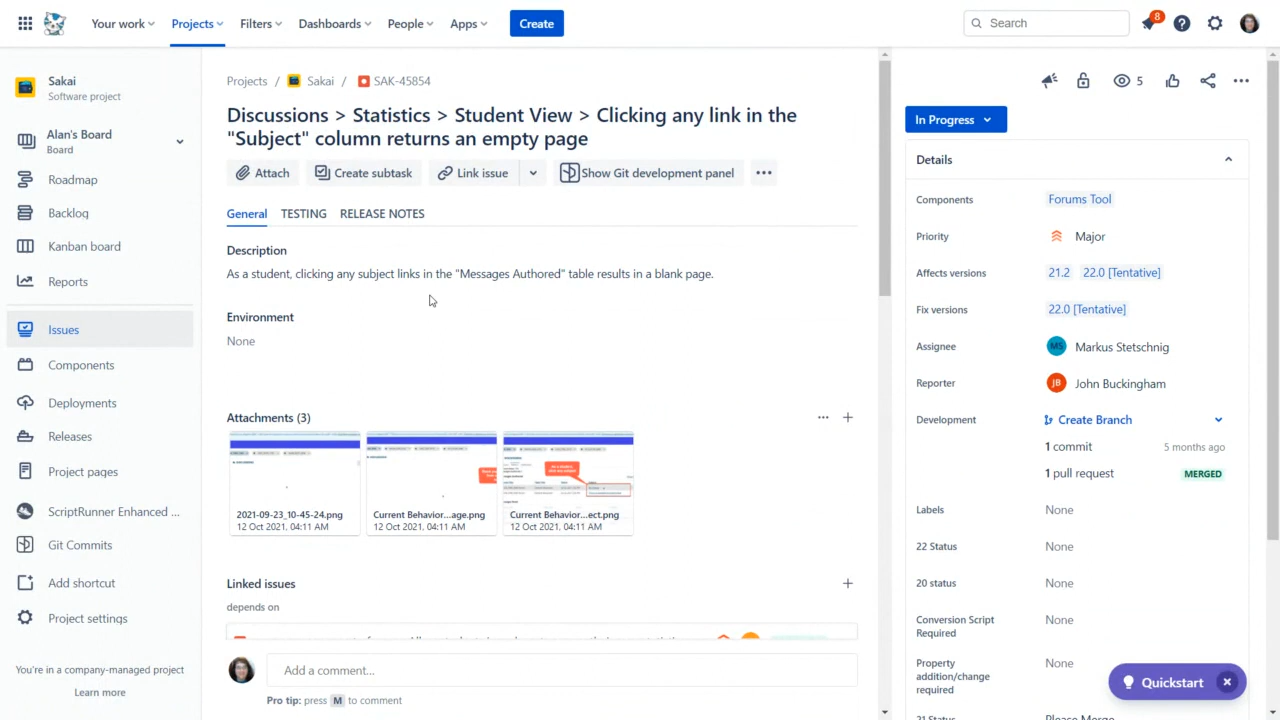 Your work
Projects
Filters
Dashboards
People
Apps
Create
Search
8
Sakai
Software project
Alan's Board
Board
Roadmap
Backlog
Kanban board
Reports
Issues
Components
Deployments
Releases
Project pages
ScriptRunner Enhanced ...
Git Commits
Add shortcut
Project settings
You're in a company-managed project
Learn more
Projects / Sakai / SAK-45854
Discussions > Statistics > Student View > Clicking any link in the
"Subject" column returns an empty page
Attach
Create subtask
Link issue
Show Git development panel
General
TESTING
RELEASE NOTES
Description
As a student, clicking any subject links in the "Messages Authored" table results in a blank page.
Environment
None
Attachments (3)
2021-09-23_10-45-24.png
12 Oct 2021, 04:11 AM
Current Behavior...age.png
12 Oct 2021, 04:11 AM
Current Behavior...ect.png
12 Oct 2021, 04:11 AM
Linked issues
depends on
Add a comment...
Pro tip: press M to comment
5
In Progress
Details
Components
Forums Tool
Priority
Major
Affects versions
21.2 22.0 [Tentative]
Fix versions
22.0 [Tentative]
Assignee
MS Markus Stetschnig
Reporter
JB John Buckingham
Development
Create Branch
1 commit
5 months ago
1 pull request
MERGED
Labels
None
22 Status
None
20 status
None
Conversion Script
Required
None
Property
addition/change
required
None
21 Status
Please Merge
Quickstart